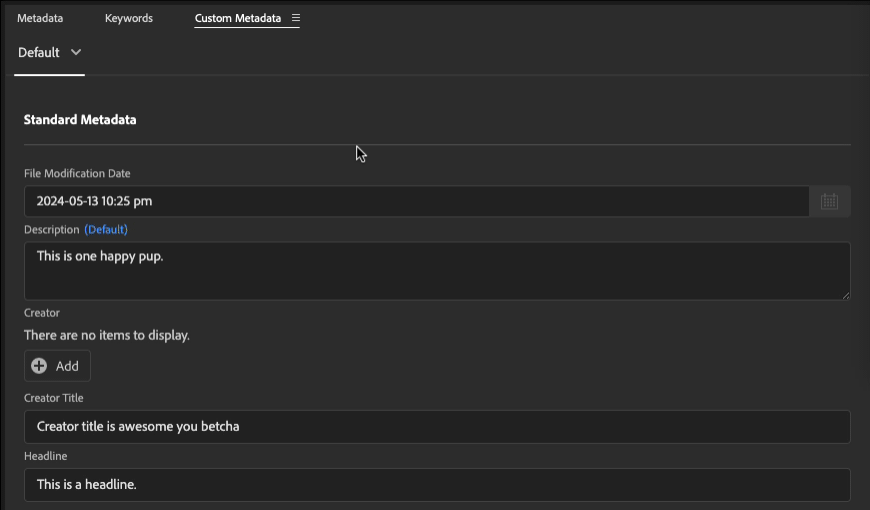 Metadata Keywords Custom Metadata
Default
Standard Metadata
File Modification Date
2024-05-13 10:25 pm
Description (Default)
This is one happy pup.
Creator
There are no items to display.
Add
Creator Title
Creator title is awesome you betcha
Headline
This is a headline.